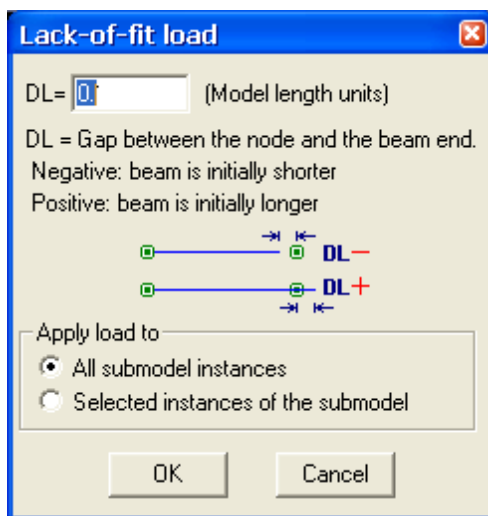 Lack-of-fit load
DL= 0. (Model length units)
DL = Gap between the node and the beam end.
Negative: beam is initially shorter
Positive: beam is initially longer
DL−
DL+
Apply load to
All submodel instances
Selected instances of the submodel
OK Cancel